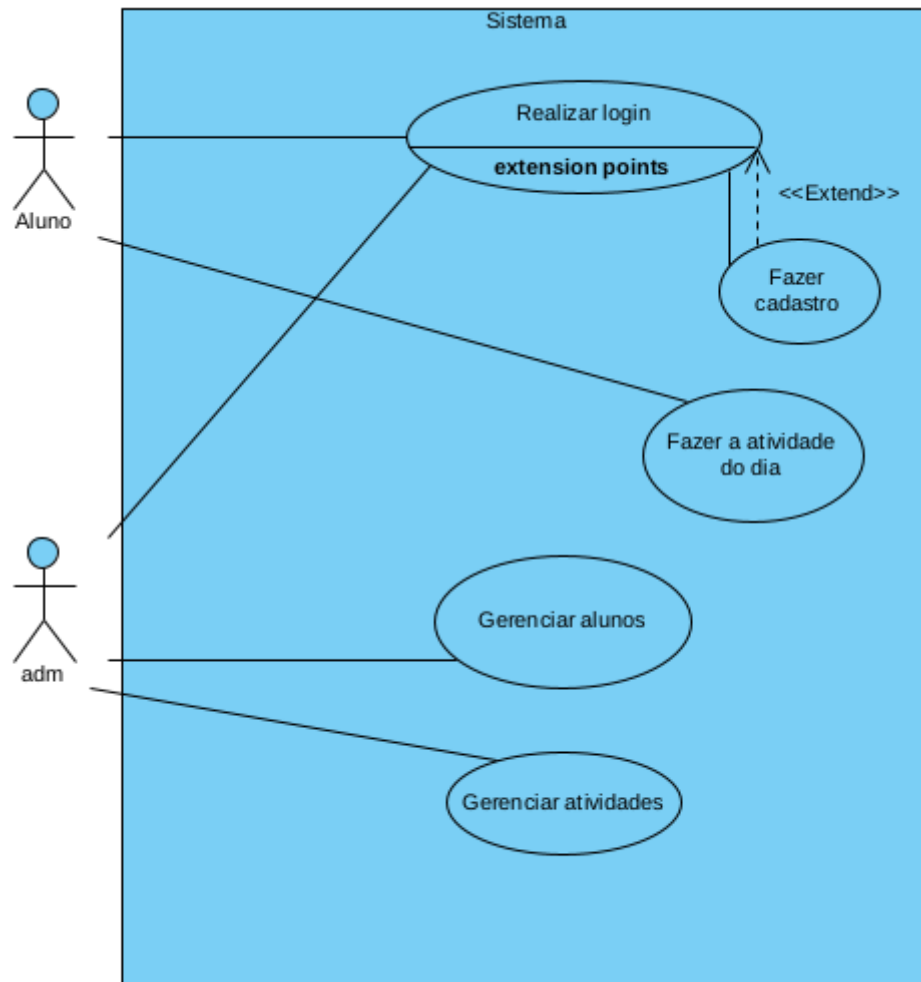 Sistema
Realizar login
extension points
<<Extend>>
Aluno
Fazer
cadastro
Fazer a atividade
do dia
Gerenciar alunos
adm
Gerenciar atividades